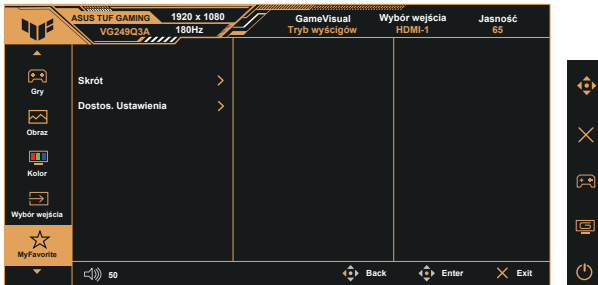 ASUS TUF GAMING 1920 x 1080
VG249Q3A 180Hz
GameVisual
Tryb wyścigów
Wybór wejścia
HDMI-1
Jasność
65
Gry
Obraz
Kolor
Wybór wejścia
MyFavorite
Skrót
Dostos. Ustawienia
50
Back
Enter
Exit